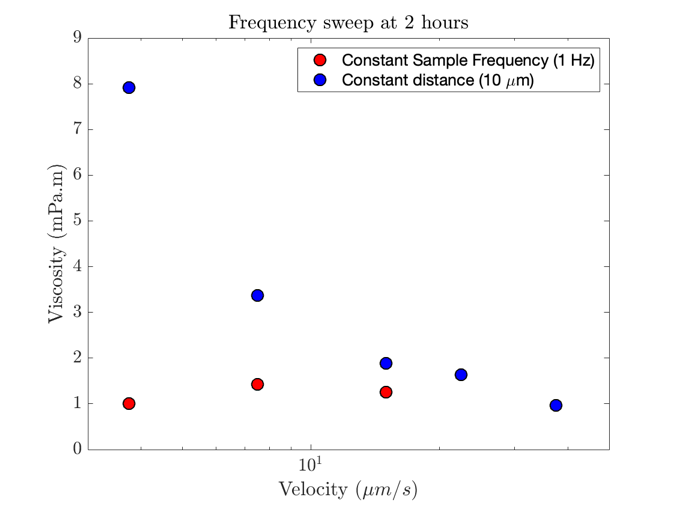 Frequency sweep at 2 hours
Constant Sample Frequency (1 Hz)
Constant distance (10 μm)
9
8
7
6
5
4
3
2
1
0
Viscosity (mPa.m)
10¹
Velocity (μm/s)